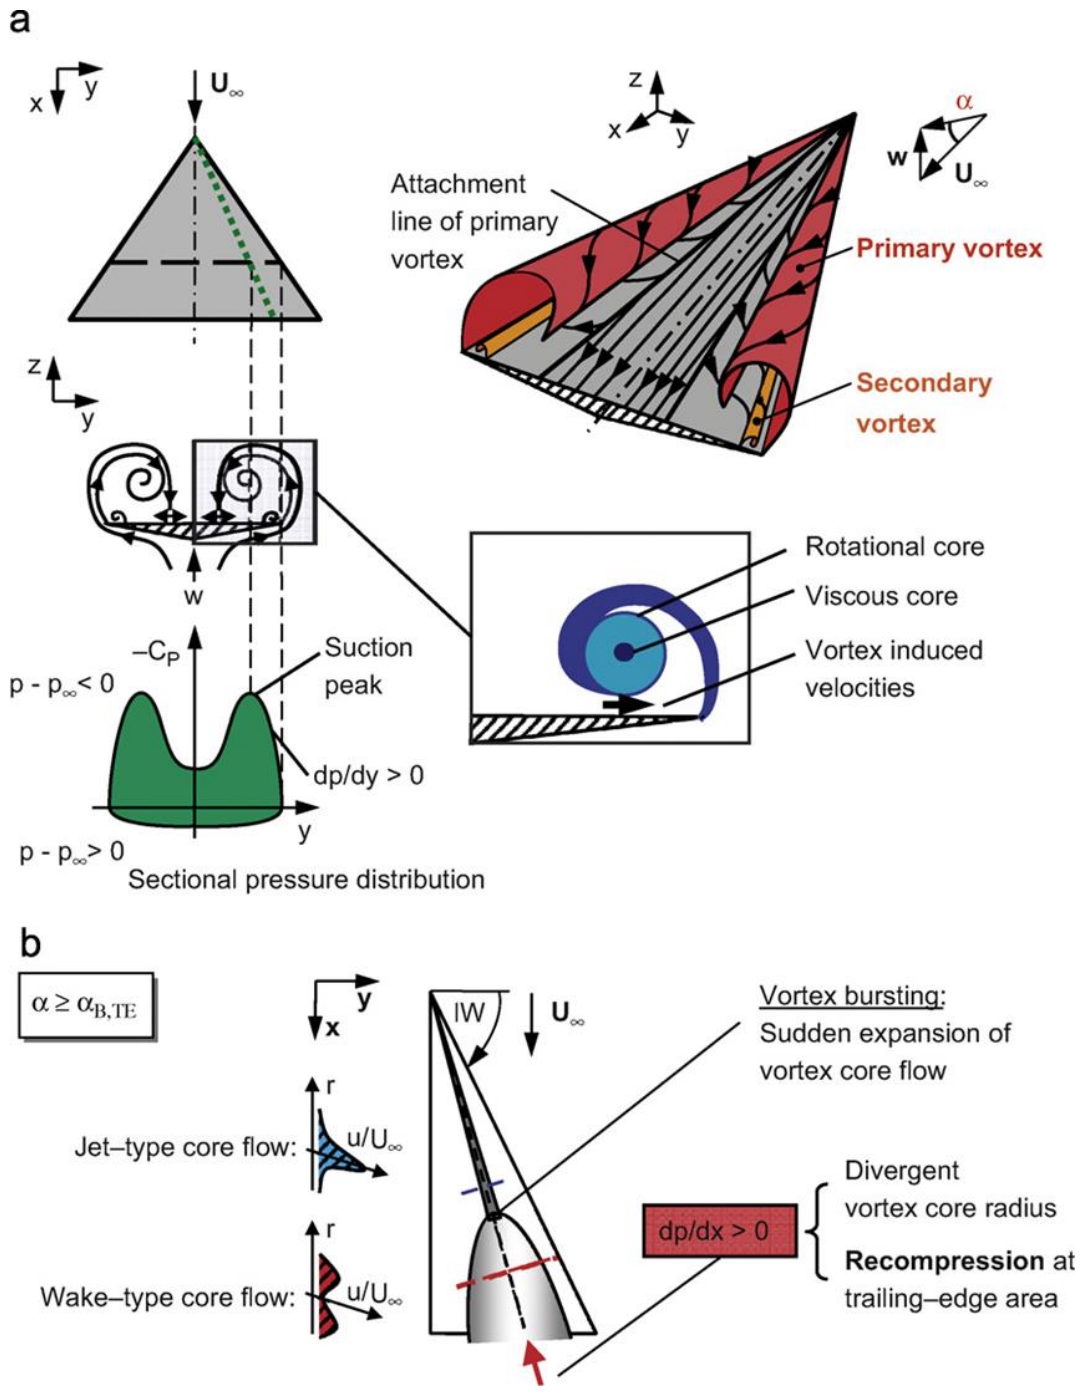 a
x
y
U∞
z
x
y
α
w
U∞
Attachment
line of primary
vortex
Primary vortex
Secondary
vortex
z
y
w
–CP
p - p∞< 0
Suction
peak
dp/dy > 0
y
p - p∞> 0
Sectional pressure distribution
Rotational core
Viscous core
Vortex induced
velocities
b
α ≥ αB,TE
y
x
IW
U∞
Vortex bursting:
Sudden expansion of
vortex core flow
r
Jet–type core flow:
u/U∞
r
Wake–type core flow:
u/U∞
dp/dx > 0
Divergent
vortex core radius
Recompression at
trailing–edge area